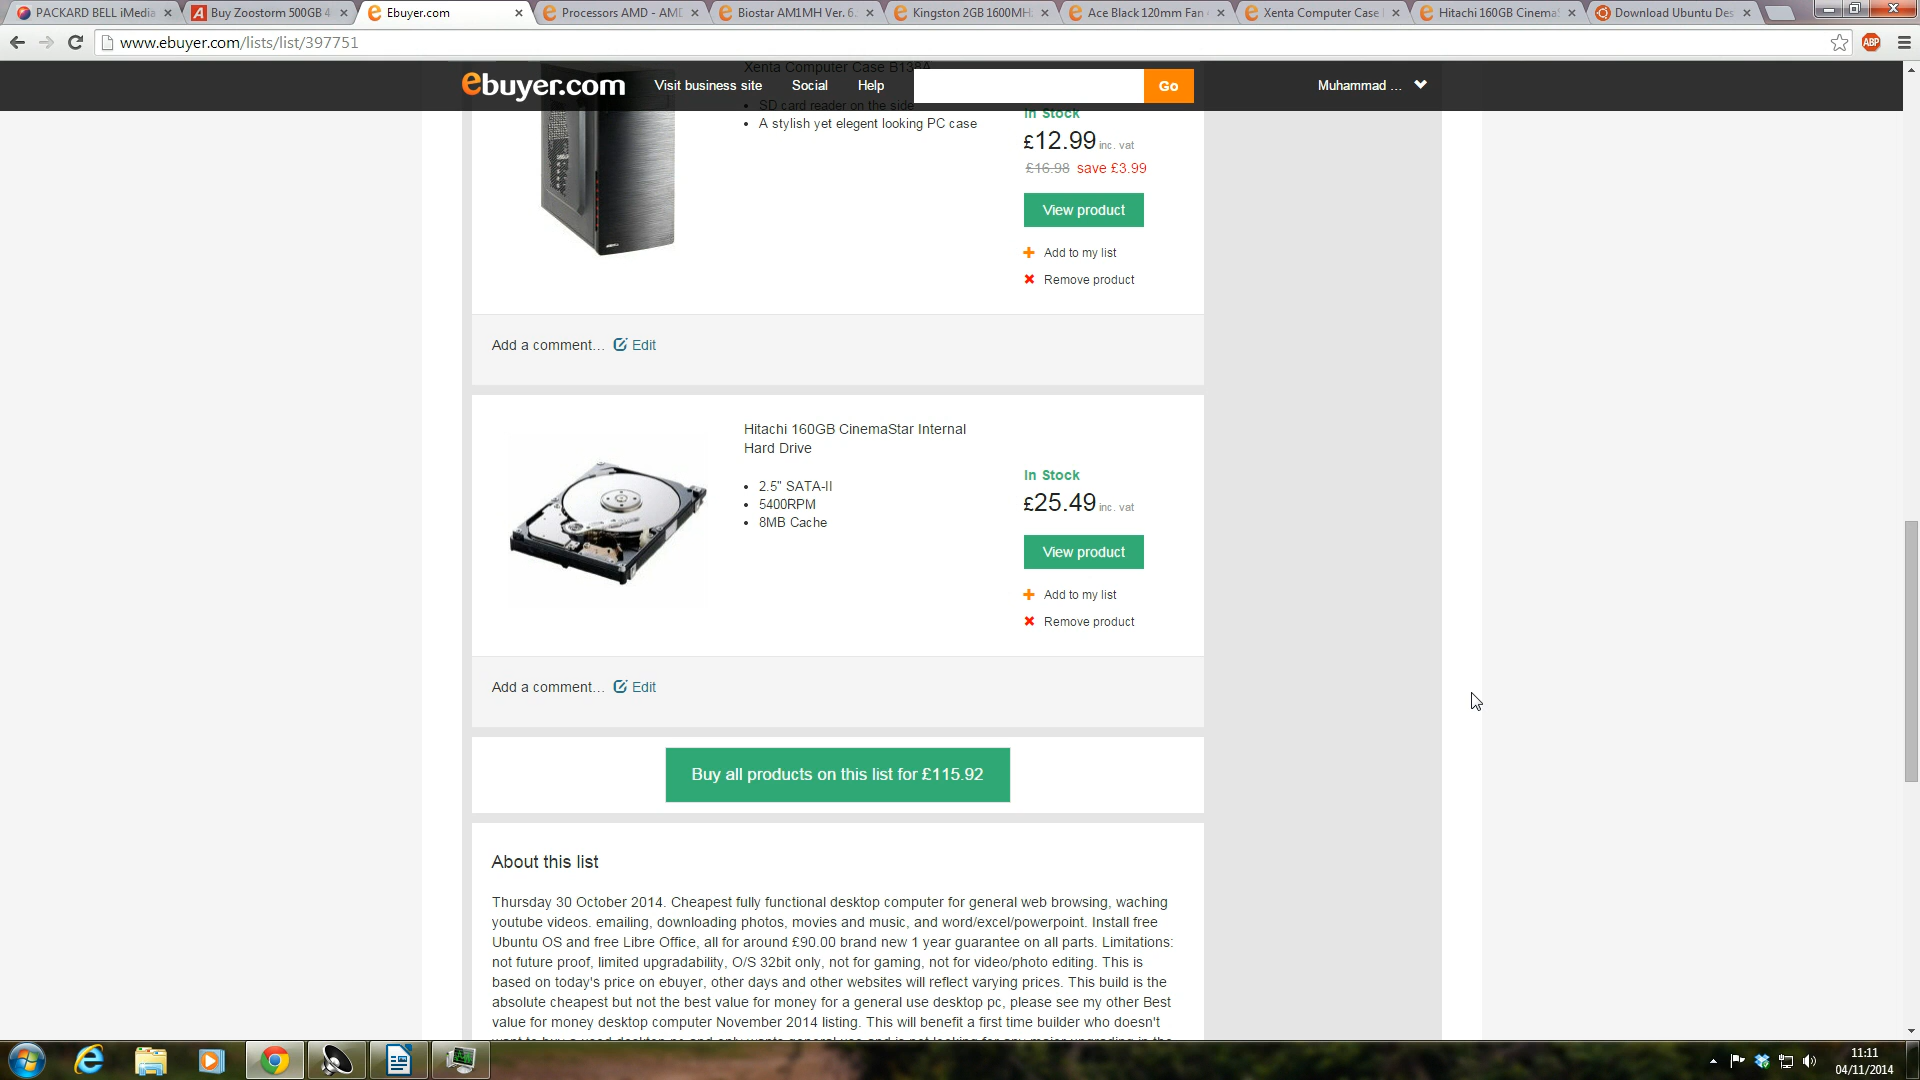 PACKARD BELL iMedia
Buy Zoostorm 500GB 4
Ebuyer.com
Processors AMD - AMD
Biostar AM1MH Ver. 6.
Kingston 2GB 1600MH
Ace Black 120mm Fan
Xenta Computer Case
Hitachi 160GB CinemaS
Download Ubuntu Des
www.ebuyer.com/lists/list/397751
ABP
ebuyer.com
Visit business site
Social
Help
Go
Muhammad ...
Xenta Computer Case B138A
SD card reader on the side
A stylish yet elegent looking PC case
In Stock
£12.99 inc. vat
£16.98 save £3.99
View product
Add to my list
Remove product
Add a comment... Edit
Hitachi 160GB CinemaStar Internal
Hard Drive
2.5" SATA-II
5400RPM
8MB Cache
In Stock
£25.49 inc. vat
View product
Add to my list
Remove product
Add a comment... Edit
Buy all products on this list for £115.92
About this list
Thursday 30 October 2014. Cheapest fully functional desktop computer for general web browsing, waching
youtube videos. emailing, downloading photos, movies and music, and word/excel/powerpoint. Install free
Ubuntu OS and free Libre Office, all for around £90.00 brand new 1 year guarantee on all parts. Limitations:
not future proof, limited upgradability, O/S 32bit only, not for gaming, not for video/photo editing. This is
based on today's price on ebuyer, other days and other websites will reflect varying prices. This build is the
absolute cheapest but not the best value for money for a general use desktop pc, please see my other Best
value for money desktop computer November 2014 listing. This will benefit a first time builder who doesn't
want to buy a used desktop pc and only wants general use and is not looking for any major upgrading in the
11:11
04/11/2014